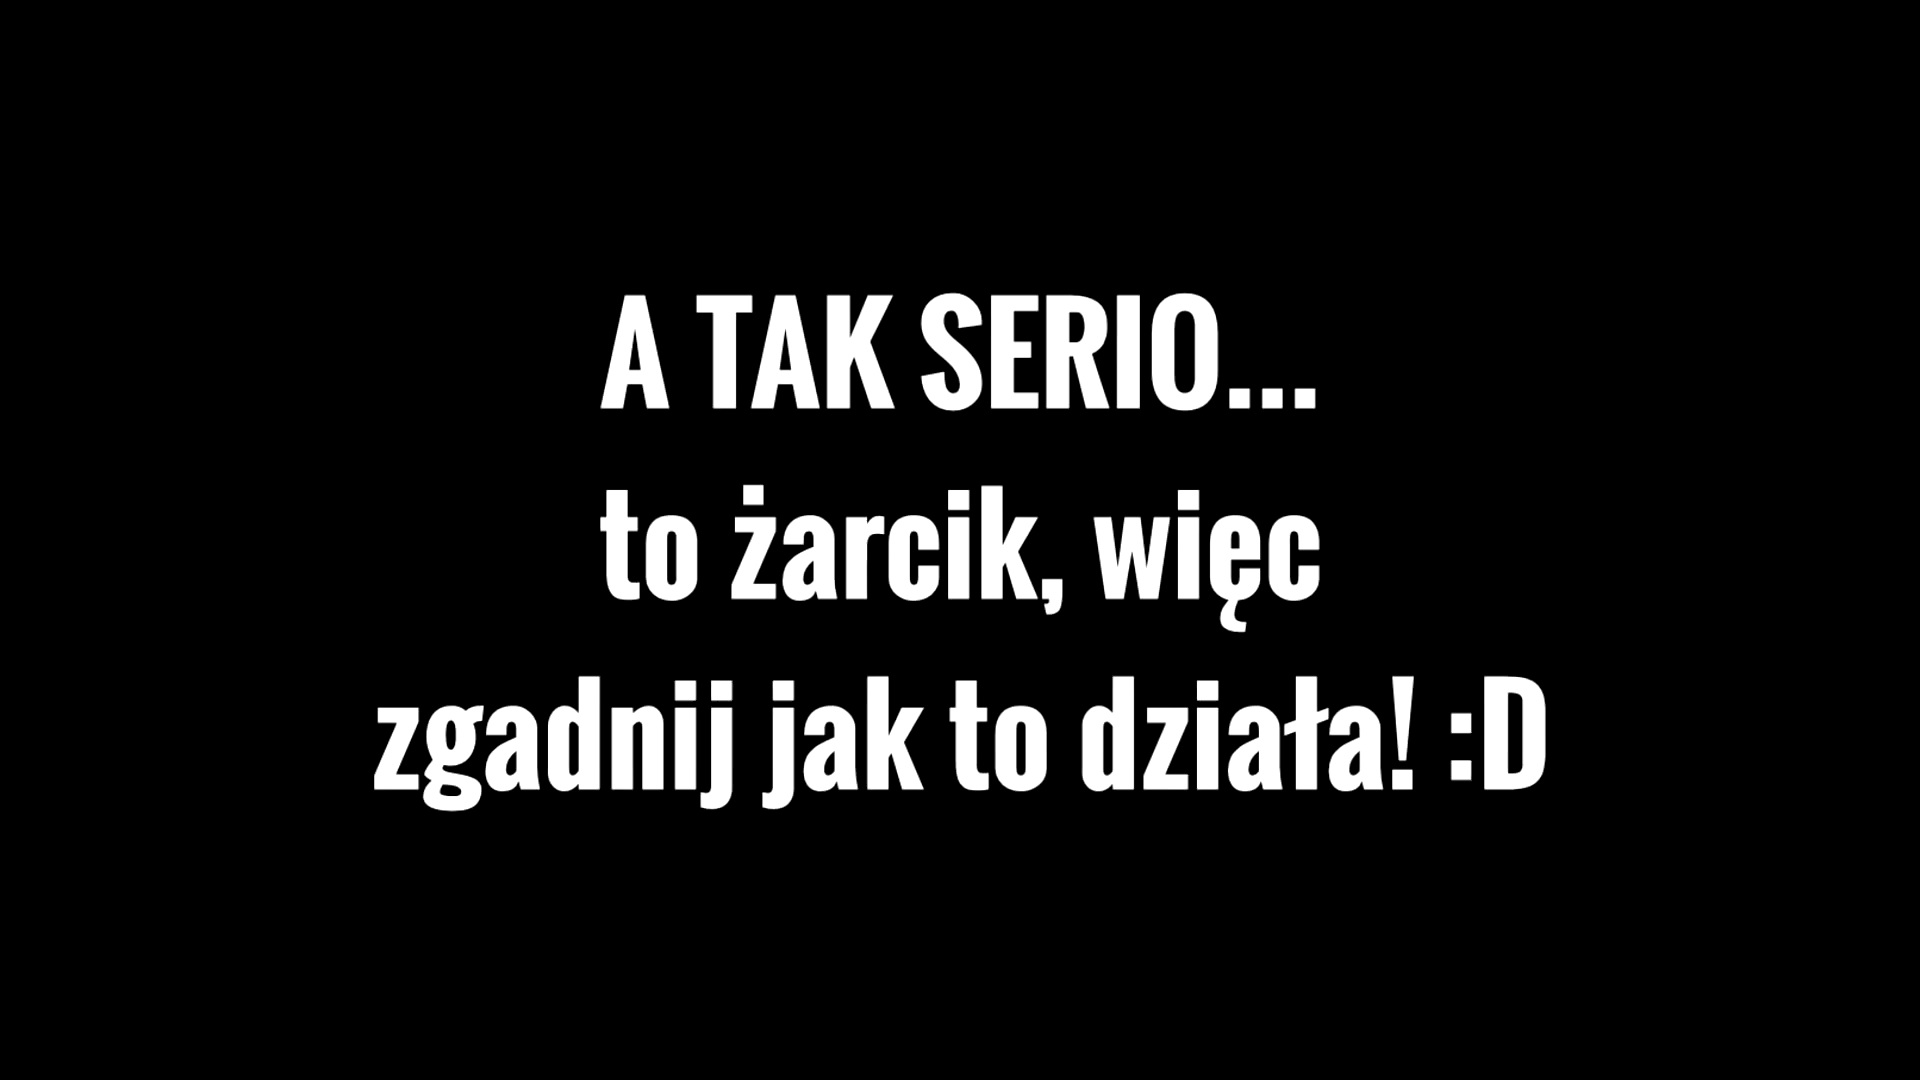 A TAK SERIO...
to żarcik, więc
zgadnij jak to działa! :D